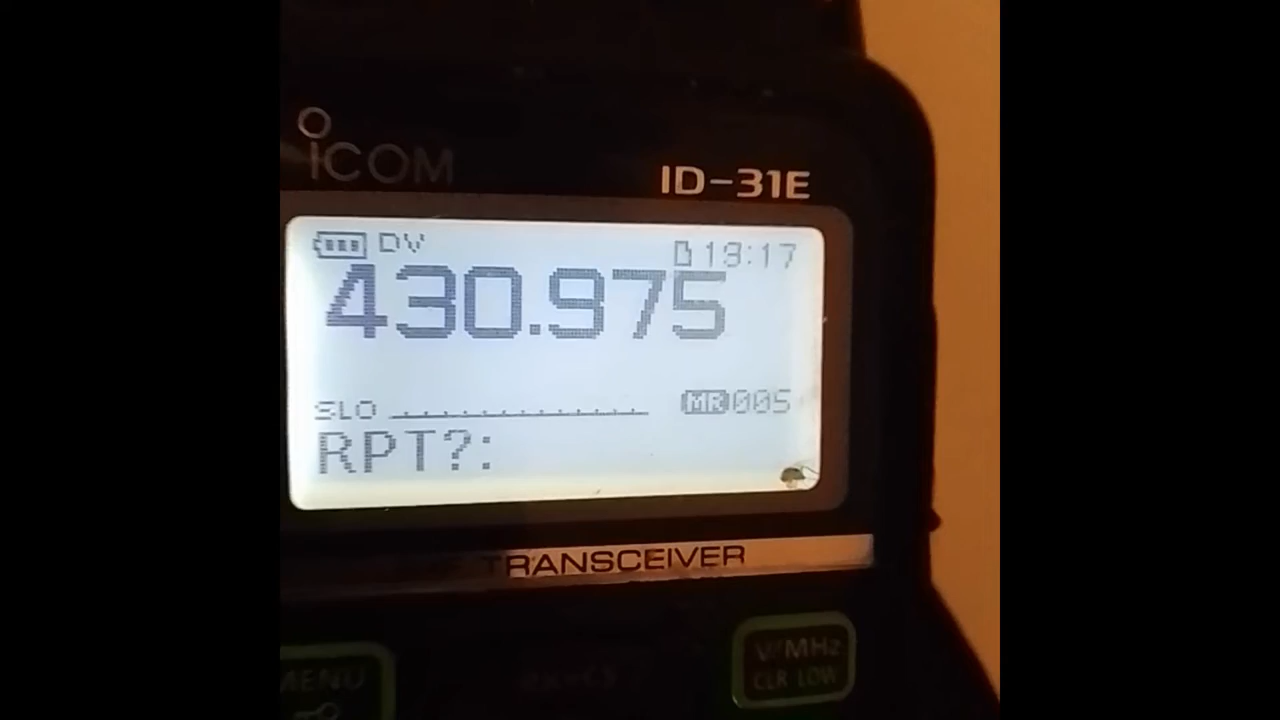 ICOM
ID-31E
DV 13:17
430.975
SLO MR 005
RPT?:
TRANSCEIVER
V/MHz
MENU CLR LOW